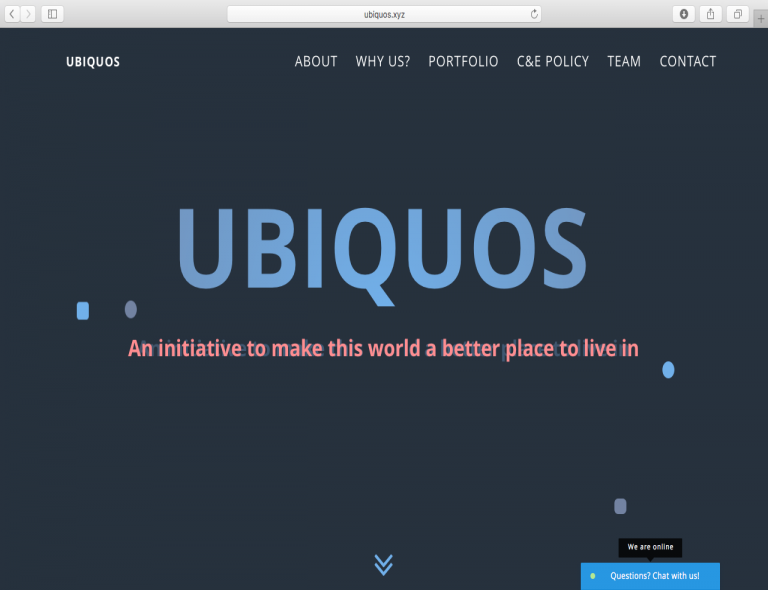 ubiquos.xyz
UBIQUOS ABOUT WHY US? PORTFOLIO C&E POLICY TEAM CONTACT
UBIQUOS
An initiative to make this world a better place to live in
We are online
Questions? Chat with us!